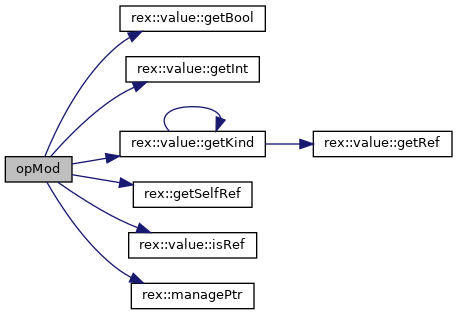 rex::value::getBool
rex::value::getInt
rex::value::getKind
rex::value::getRef
opMod
rex::getSelfRef
rex::value::isRef
rex::managePtr